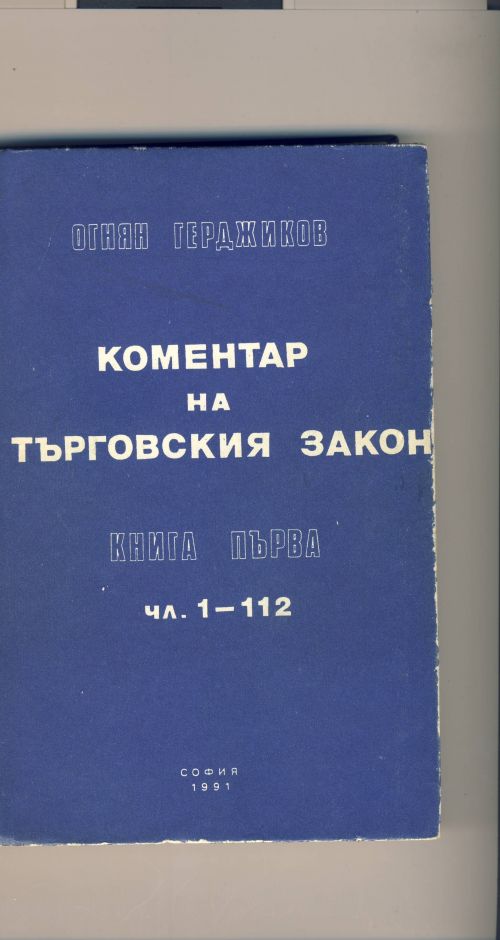 ОГНЯН ГЕРДЖИКОВ
КОМЕНТАР
НА
ТЪРГОВСКИЯ ЗАКОН
КНИГА ПЪРВА
чл. 1—112
СОФИЯ
1991